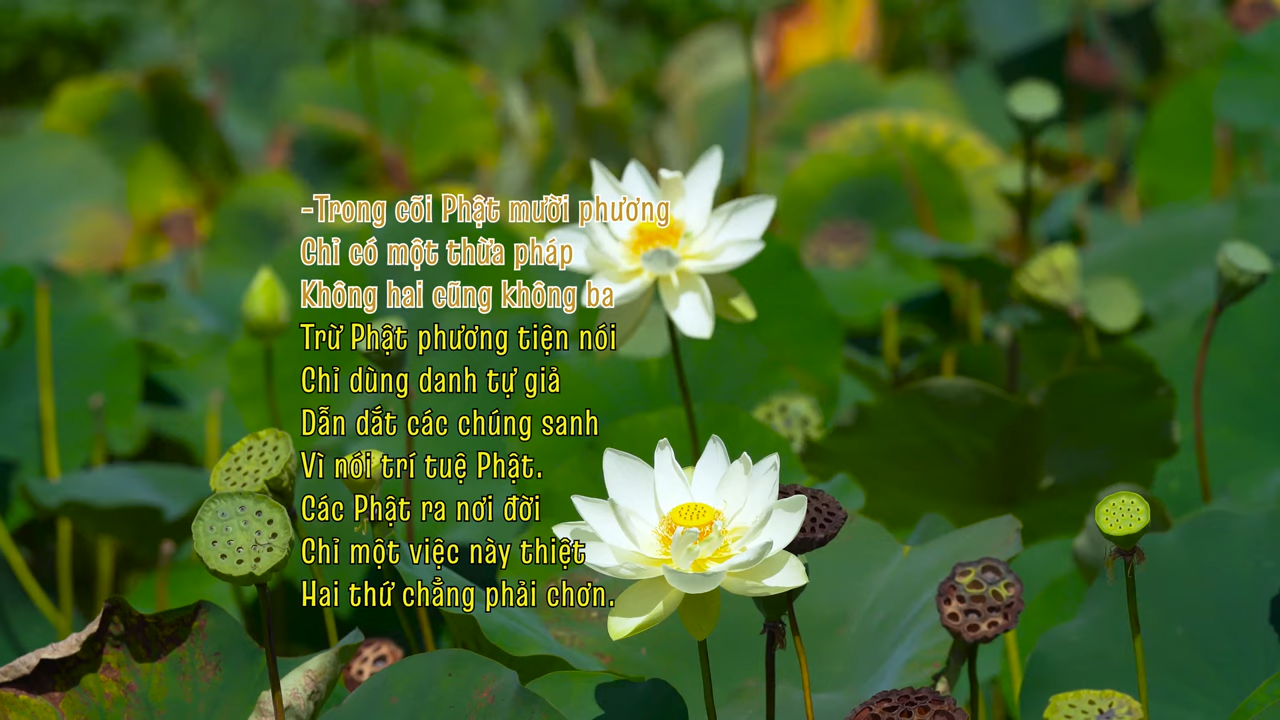 -Trong cõi Phật mười phương
Chỉ có một thừa pháp
Không hai cũng không ba
Trừ Phật phương tiện nói
Chỉ dùng danh tự giả
Dẫn dắt các chúng sanh
Vì nói trí tuệ Phật.
Các Phật ra nơi đời
Chỉ một việc này thiệt
Hai thứ chẳng phải chơn.